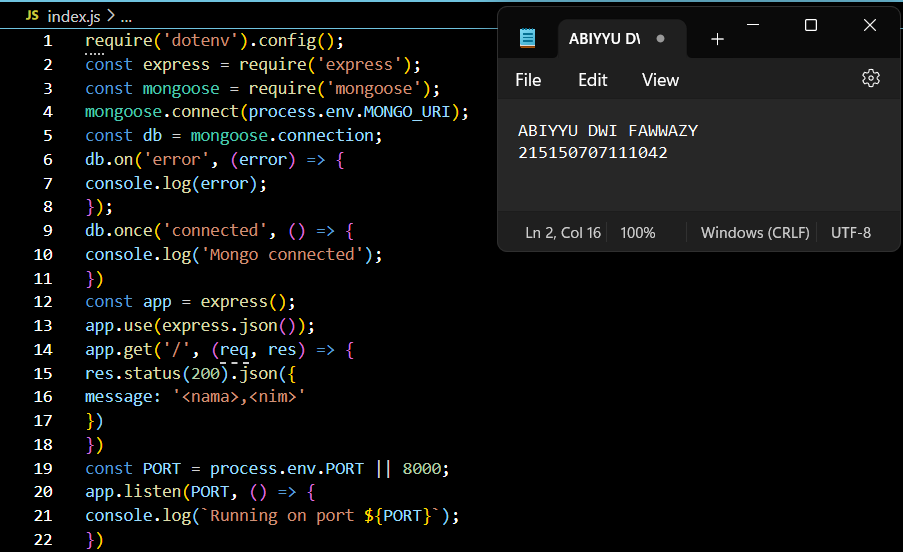 JS index.js > ...
1 require('dotenv').config();
2 const express = require('express');
3 const mongoose = require('mongoose');
4 mongoose.connect(process.env.MONGO_URI);
5 const db = mongoose.connection;
6 db.on('error', (error) => {
7 console.log(error);
8 });
9 db.once('connected', () => {
10 console.log('Mongo connected');
11 })
12 const app = express();
13 app.use(express.json());
14 app.get('/', (req, res) => {
15 res.status(200).json({
16 message: '<nama>,<nim>'
17 })
18 })
19 const PORT = process.env.PORT || 8000;
20 app.listen(PORT, () => {
21 console.log(`Running on port ${PORT}`);
22 })
ABIYYU DW
File Edit View
ABIYYU DWI FAWWAZY
215150707111042
Ln 2, Col 16 100% Windows (CRLF) UTF-8